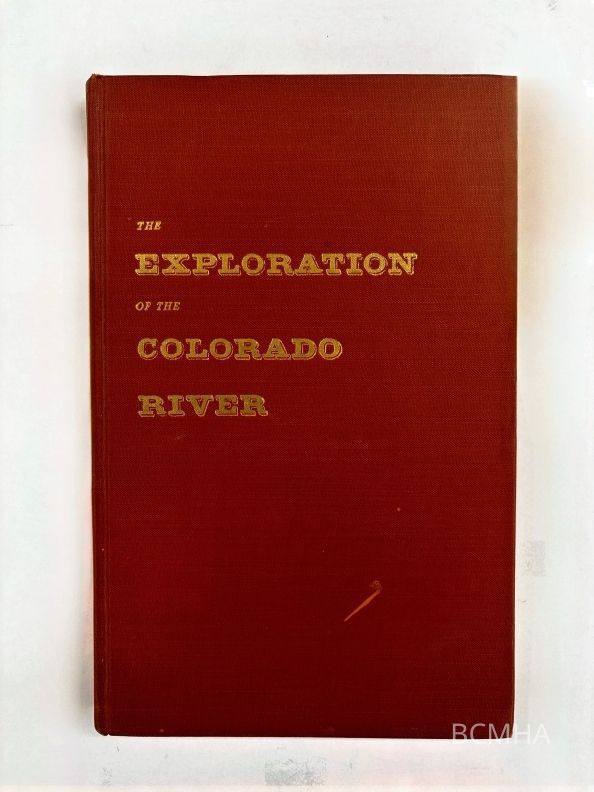 THE
EXPLORATION
OF THE
COLORADO
RIVER
BCMHA